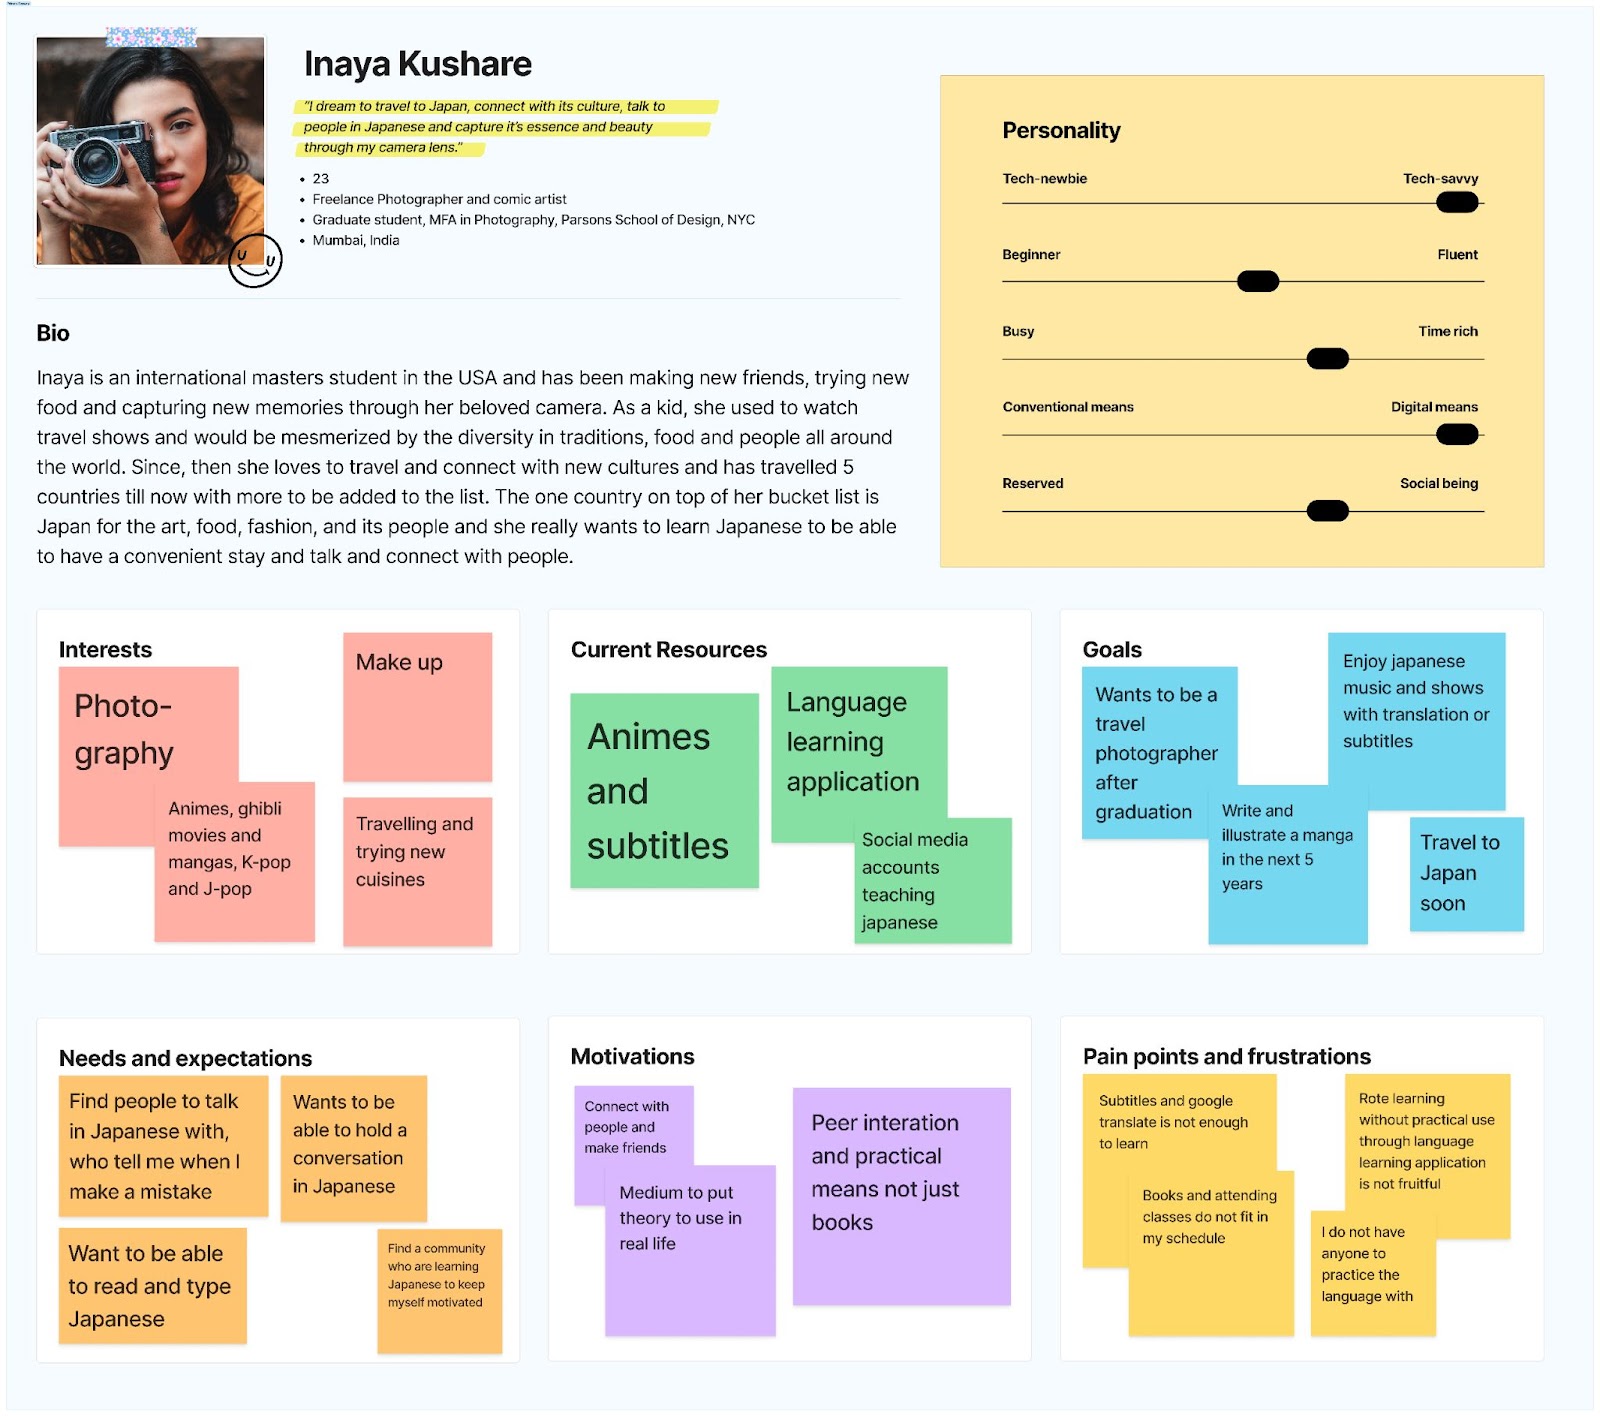 Inaya Kushare
"I dream to travel to Japan, connect with its culture, talk to
people in Japanese and capture it's essence and beauty
through my camera lens."
• 23
• Freelance Photographer and comic artist
• Graduate student, MFA in Photography, Parsons School of Design, NYC
• Mumbai, India
Personality
Tech-newbie Tech-savvy
Beginner Fluent
Busy Time rich
Conventional means Digital means
Reserved Social being
Bio
Inaya is an international masters student in the USA and has been making new friends, trying new
food and capturing new memories through her beloved camera. As a kid, she used to watch
travel shows and would be mesmerized by the diversity in traditions, food and people all around
the world. Since, then she loves to travel and connect with new cultures and has travelled 5
countries till now with more to be added to the list. The one country on top of her bucket list is
Japan for the art, food, fashion, and its people and she really wants to learn Japanese to be able
to have a convenient stay and talk and connect with people.
Interests
Photo-
graphy
Make up
Animes, ghibli
movies and
mangas, K-pop
and J-pop
Travelling and
trying new
cuisines
Current Resources
Animes
and
subtitles
Language
learning
application
Social media
accounts
teaching
japanese
Goals
Wants to be a
travel
photographer
after
graduation
Enjoy japanese
music and shows
with translation or
subtitles
Write and
illustrate a manga
in the next 5
years
Travel to
Japan
soon
Needs and expectations
Find people to talk
in Japanese with,
who tell me when I
make a mistake
Wants to be
able to hold a
conversation
in Japanese
Want to be able
to read and type
Japanese
Find a community
who are learning
Japanese to keep
myself motivated
Motivations
Connect with
people and
make friends
Medium to put
theory to use in
real life
Peer interation
and practical
means not just
books
Pain points and frustrations
Subtitles and google
translate is not enough
to learn
Rote learning
without practical use
through language
learning application
is not fruitful
Books and attending
classes do not fit in
my schedule
I do not have
anyone to
practice the
language with